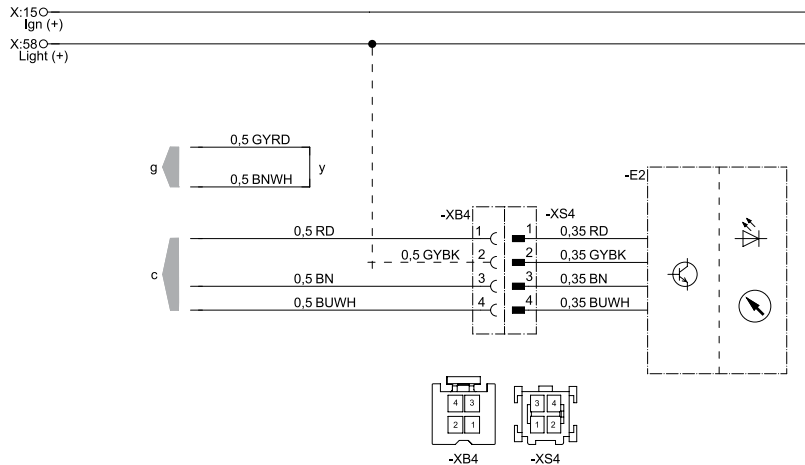 X:15
Ign (+)
X:58
Light (+)
0,5 GYRD
g
y
0,5 BNWH
-E2
-XB4
-XS4
0,5 RD
1
1
0,35 RD
0,5 GYBK
2
2
0,35 GYBK
c
0,5 BN
3
3
0,35 BN
0,5 BUWH
4
4
0,35 BUWH
4 3
3 4
2 1
1 2
-XB4
-XS4